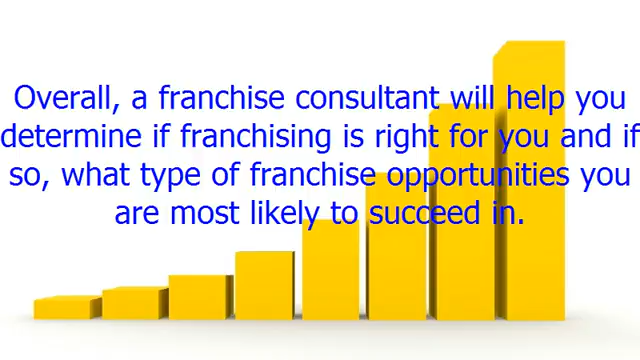 Overall, a franchise consultant will help you
determine if franchising is right for you and if
so, what type of franchise opportunities you
are most likely to succeed in.